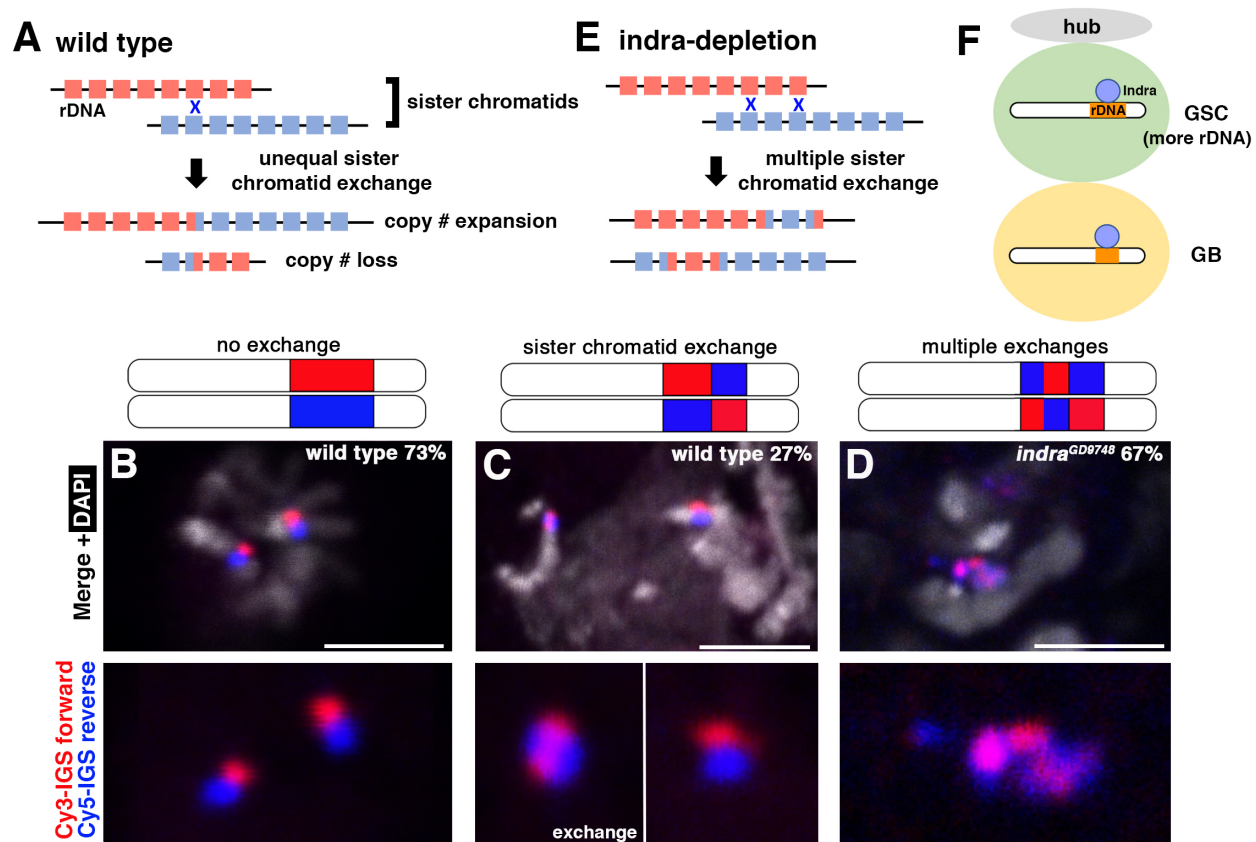 A wild type
rDNA
X
sister chromatids
unequal sister
chromatid exchange
copy # expansion
copy # loss
E indra-depletion
X X
multiple sister
chromatid exchange
F
hub
Indra
rDNA
GSC
(more rDNA)
GB
no exchange
sister chromatid exchange
multiple exchanges
Merge + DAPI
B
wild type 73%
C
wild type 27%
D
indraGD9748 67%
Cy3-IGS forward
Cy5-IGS reverse
exchange